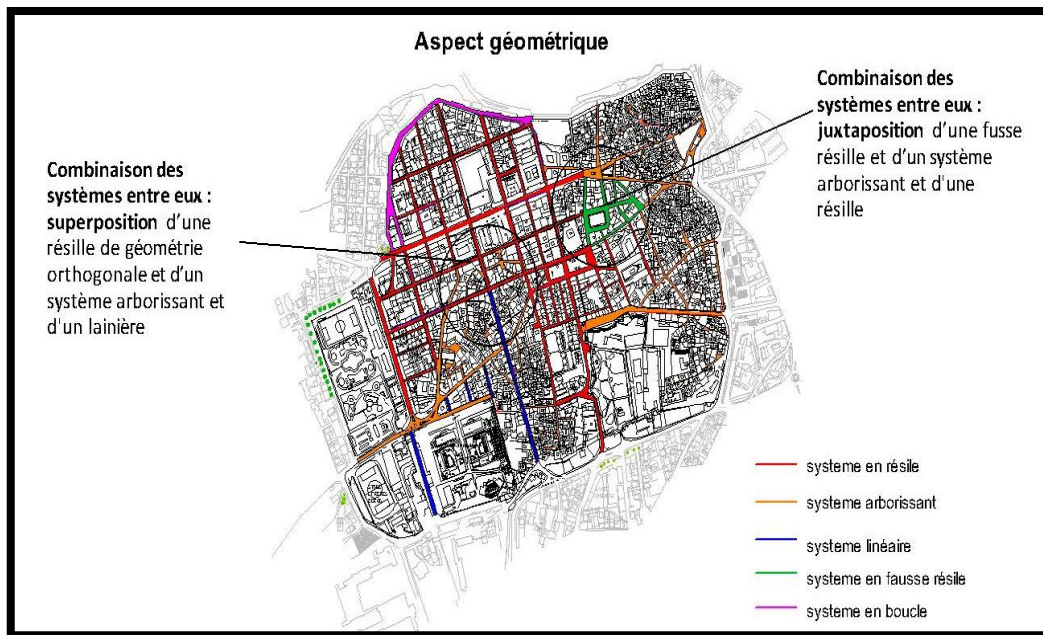 Aspect géométrique
Combinaison des
systèmes entre eux :
superposition d'une
résille de géométrie
orthogonale et d'un
système arborissant et
d'un lainière
Combinaison des
systèmes entre eux :
juxtaposition d'une fusse
résille et d'un système
arborissant et d'une
résille
systeme en résile
systeme arborissant
systeme linéaire
systeme en fausse résile
systeme en boucle